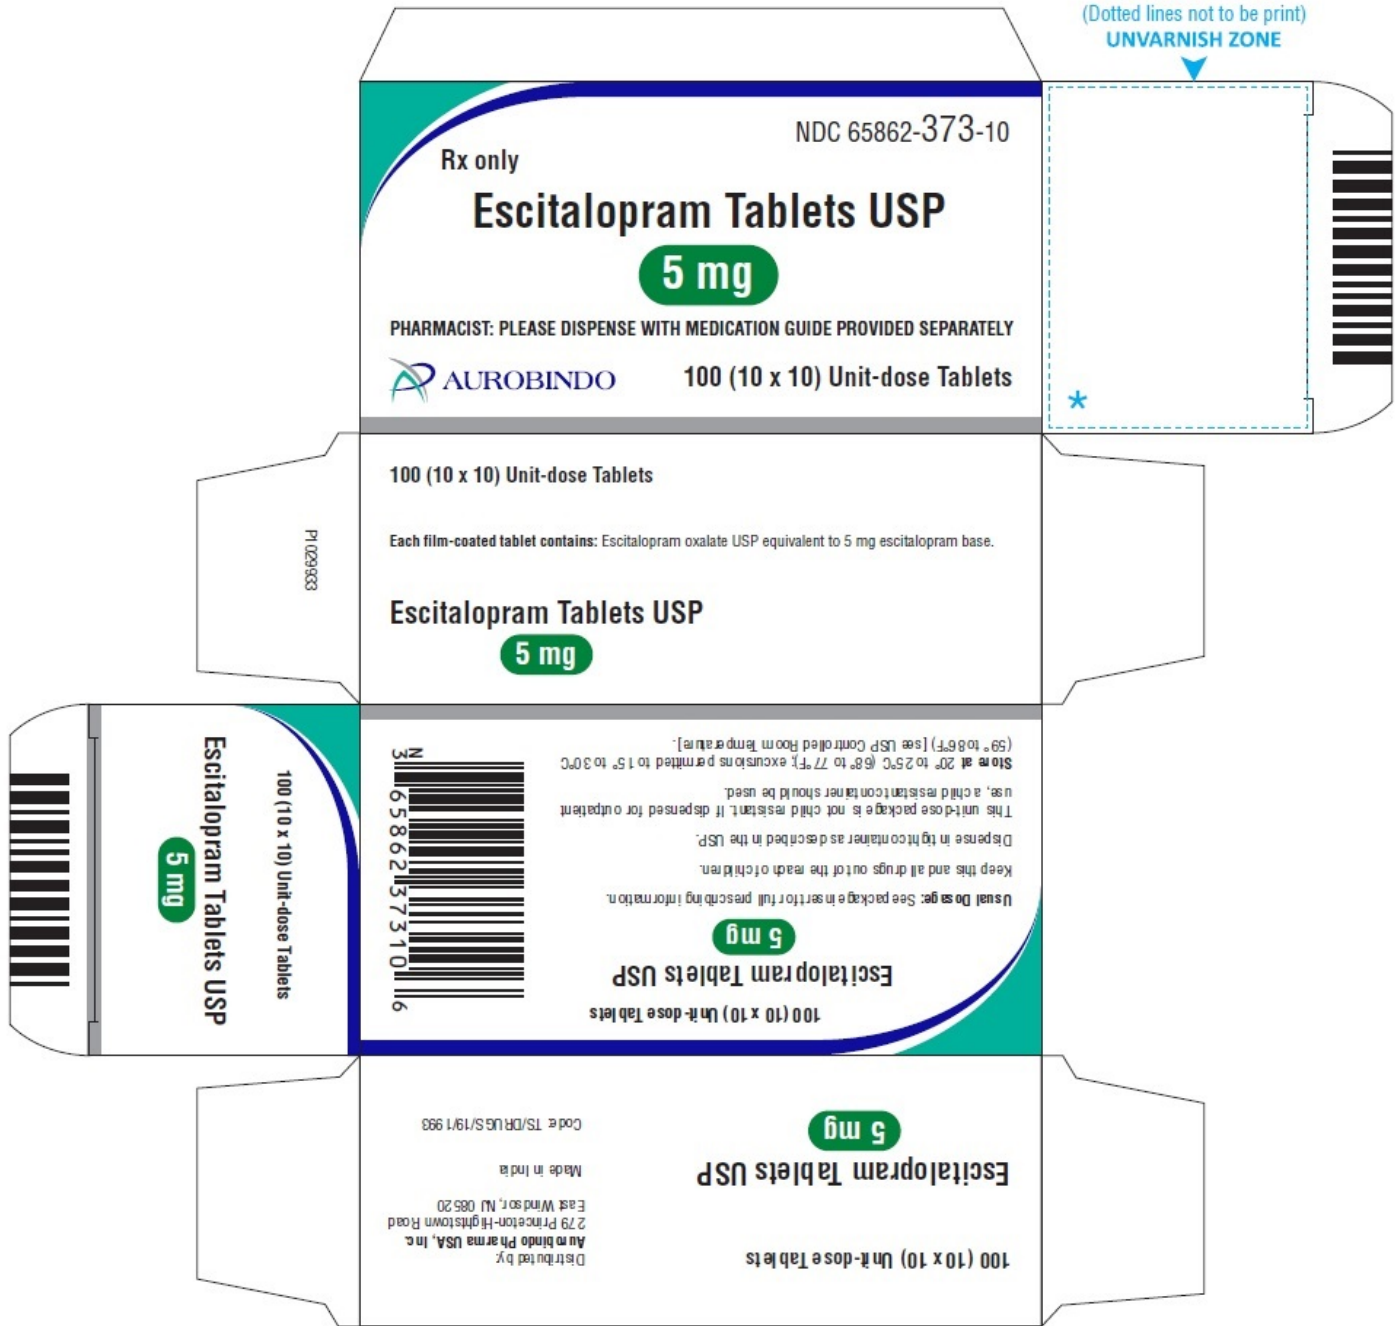 (Dotted lines not to be print)
UNVARNISH ZONE
NDC 65862-373-10
Rx only
Escitalopram Tablets USP
5 mg
PHARMACIST: PLEASE DISPENSE WITH MEDICATION GUIDE PROVIDED SEPARATELY
AUROBINDO
100 (10 x 10) Unit-dose Tablets
*
100 (10 x 10) Unit-dose Tablets
Each film-coated tablet contains: Escitalopram oxalate USP equivalent to 5 mg escitalopram base.
Escitalopram Tablets USP
5 mg
P1029933
100 (10 x 10) Unit-dose Tablets
Escitalopram Tablets USP
5 mg
100 (10 x 10) Unit-dose Tablets
Escitalopram Tablets USP
5 mg
Usual Dosage: See package insert for full prescribing information.
Keep this and all drugs out of the reach of children.
Dispense in tight container as described in the USP.
This unit-dose package is not child resistant. If dispensed for outpatient
use, a child resistant container should be used.
Store at 20° to 25°C (68° to 77°F); excursions permitted to 15° to 30°C
(59° to 86°F) [see USP Controlled Room Temperature].
N
3 65862 37310 6
100 (10 x 10) Unit-dose Tablets
Escitalopram Tablets USP
5 mg
Distributed by:
Aurobindo Pharma USA, Inc.
279 Princeton-Hightstown Road
East Windsor, NJ 08520
Made in India
Code: TS/DRUGS/19/1993